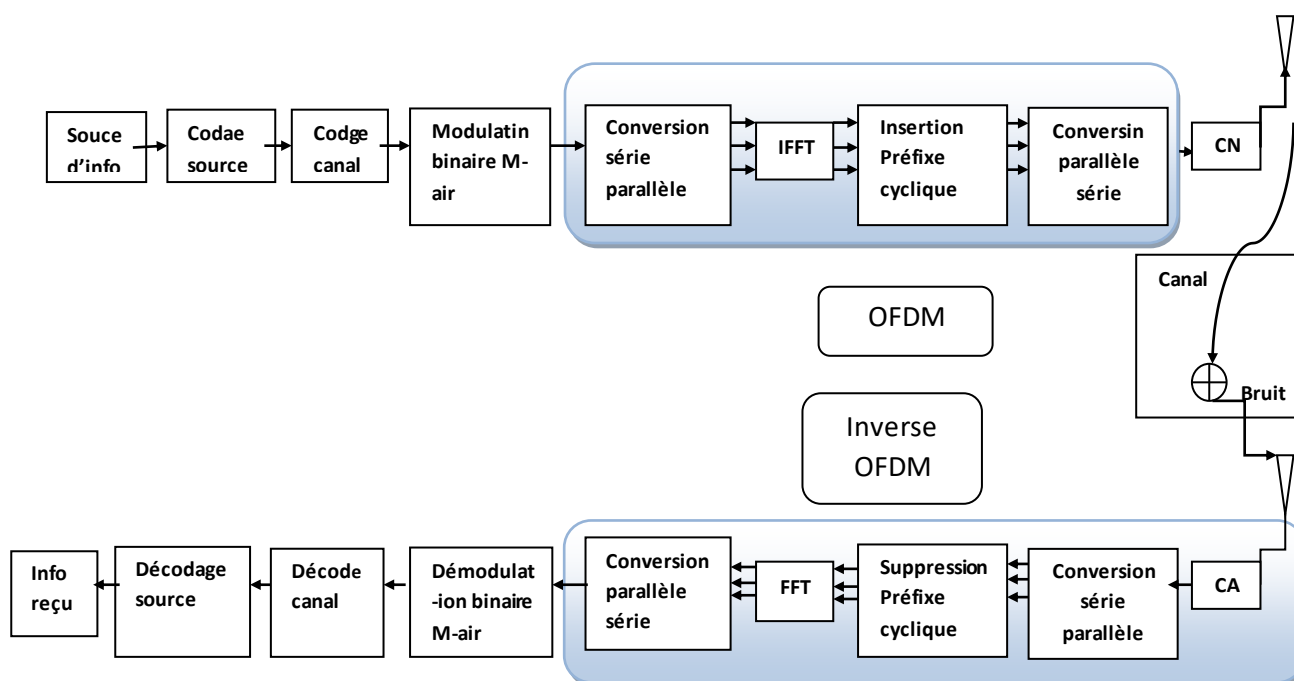 Souce
d'info
Codae
source
Codge
canal
Modulatin
binaire M-
air
Conversion
série
parallèle
IFFT
Insertion
Préfixe
cyclique
Conversin
parallèle
série
CN
Canal
Bruit
OFDM
Inverse
OFDM
Info
reçu
Décodage
source
Décode
canal
Démodulat
-ion binaire
M-air
Conversion
parallèle
série
FFT
Suppression
Préfixe
cyclique
Conversion
série
parallèle
CA